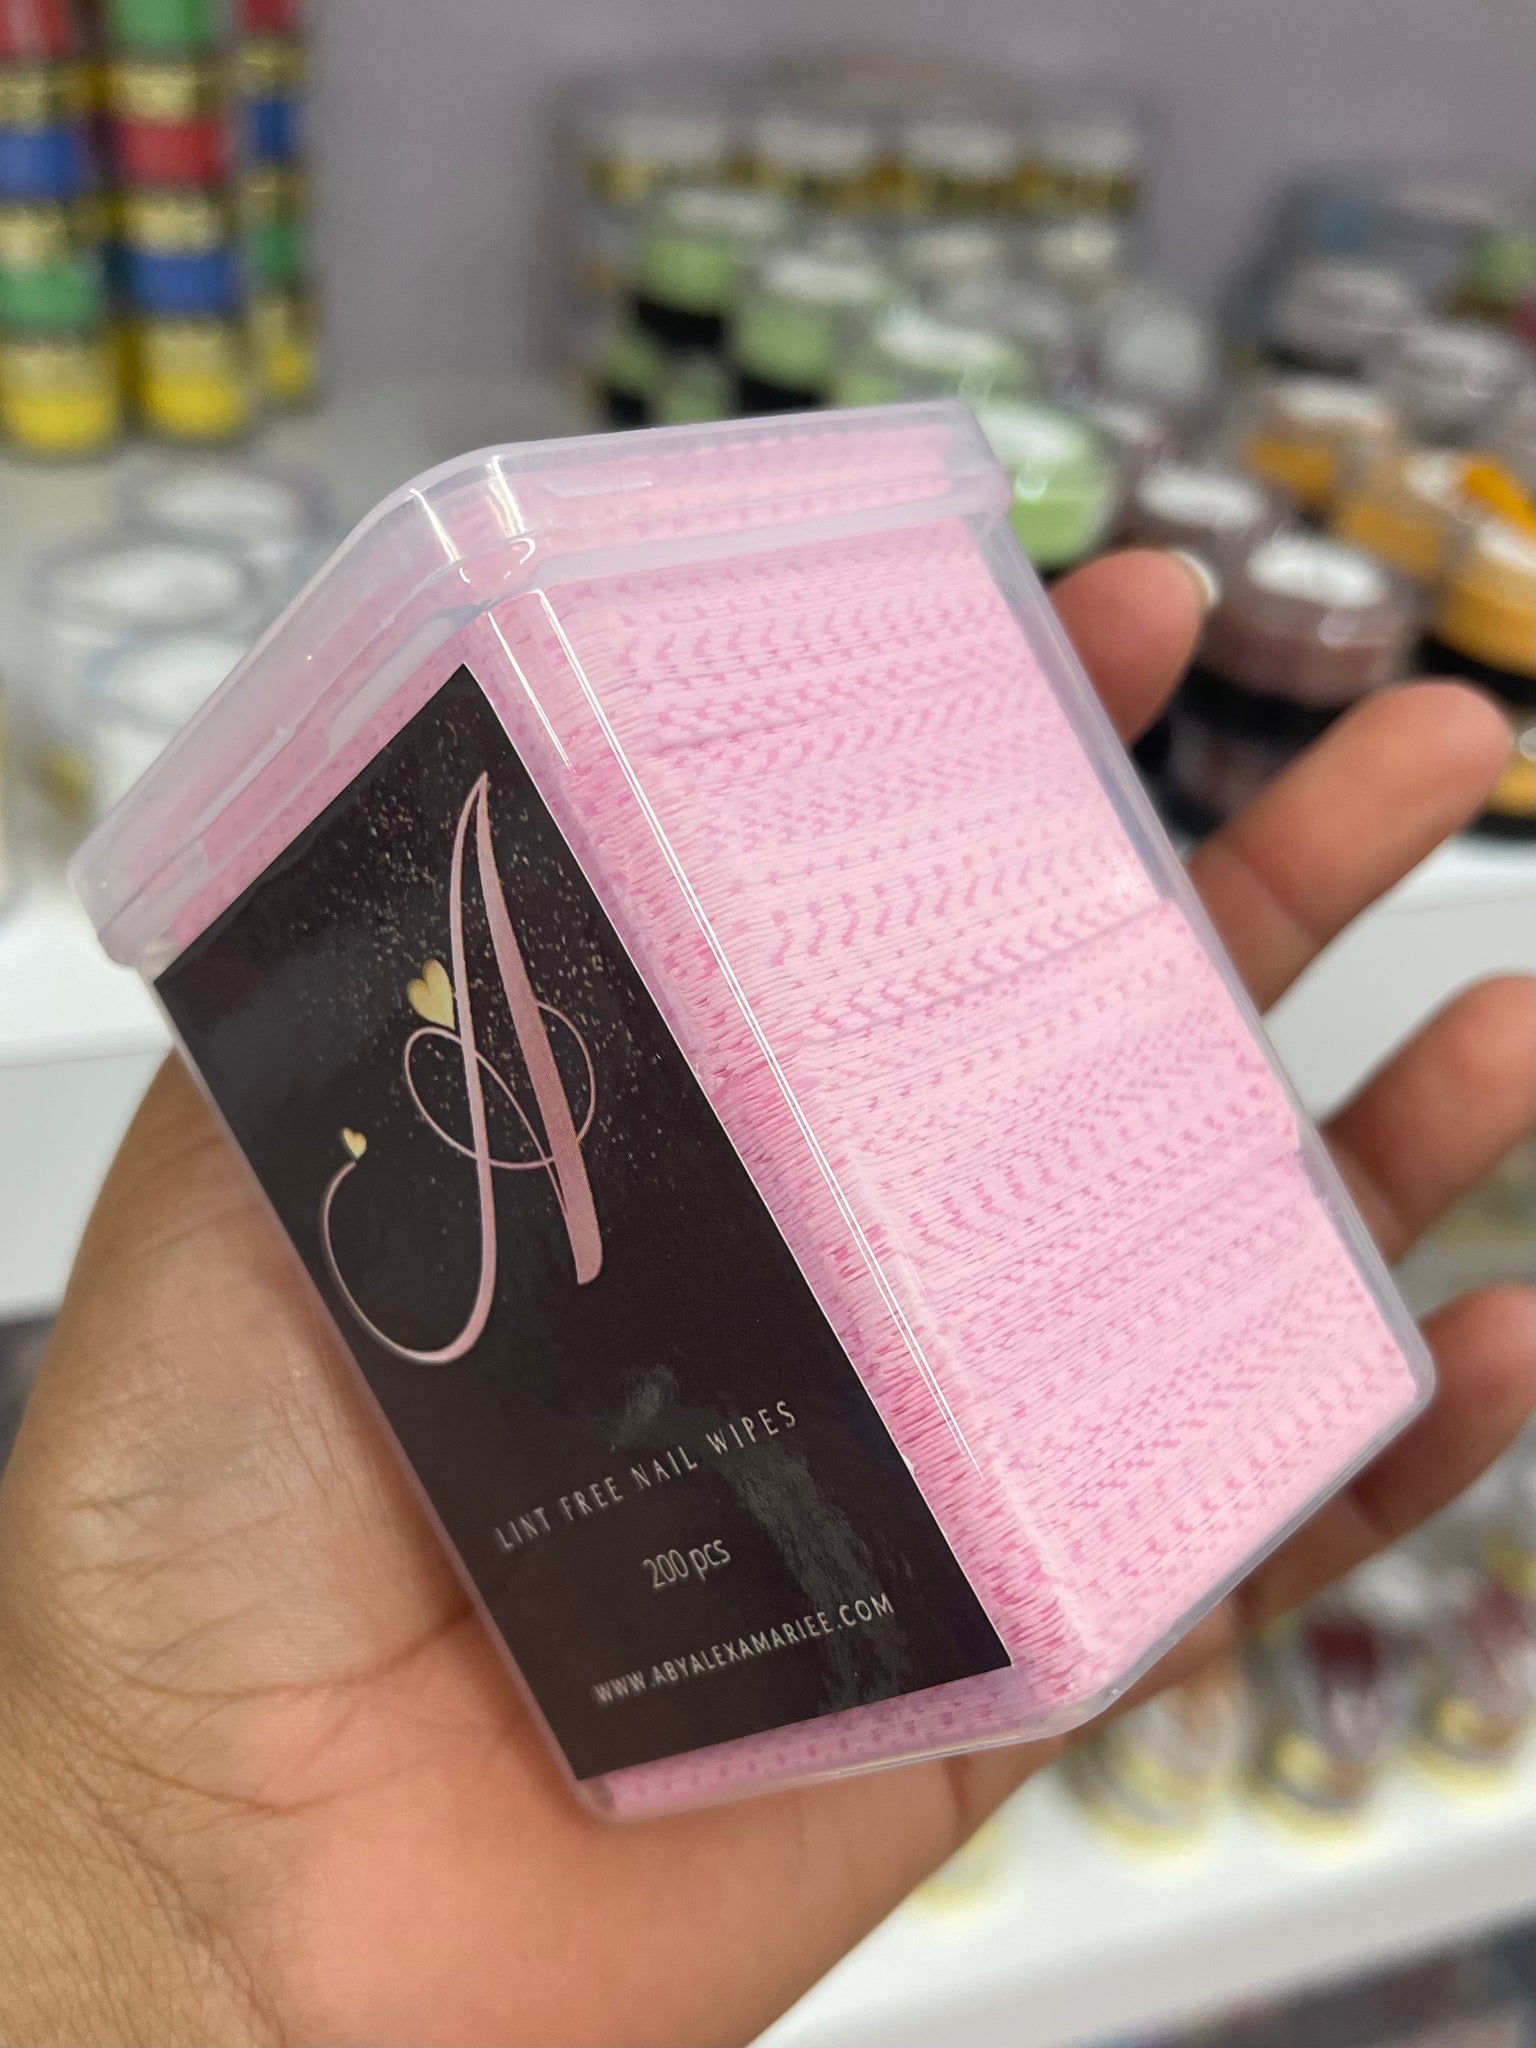 A
LINT FREE NAIL WIPES
200 pcs
WWW.ABYALEXAMARIEE.COM